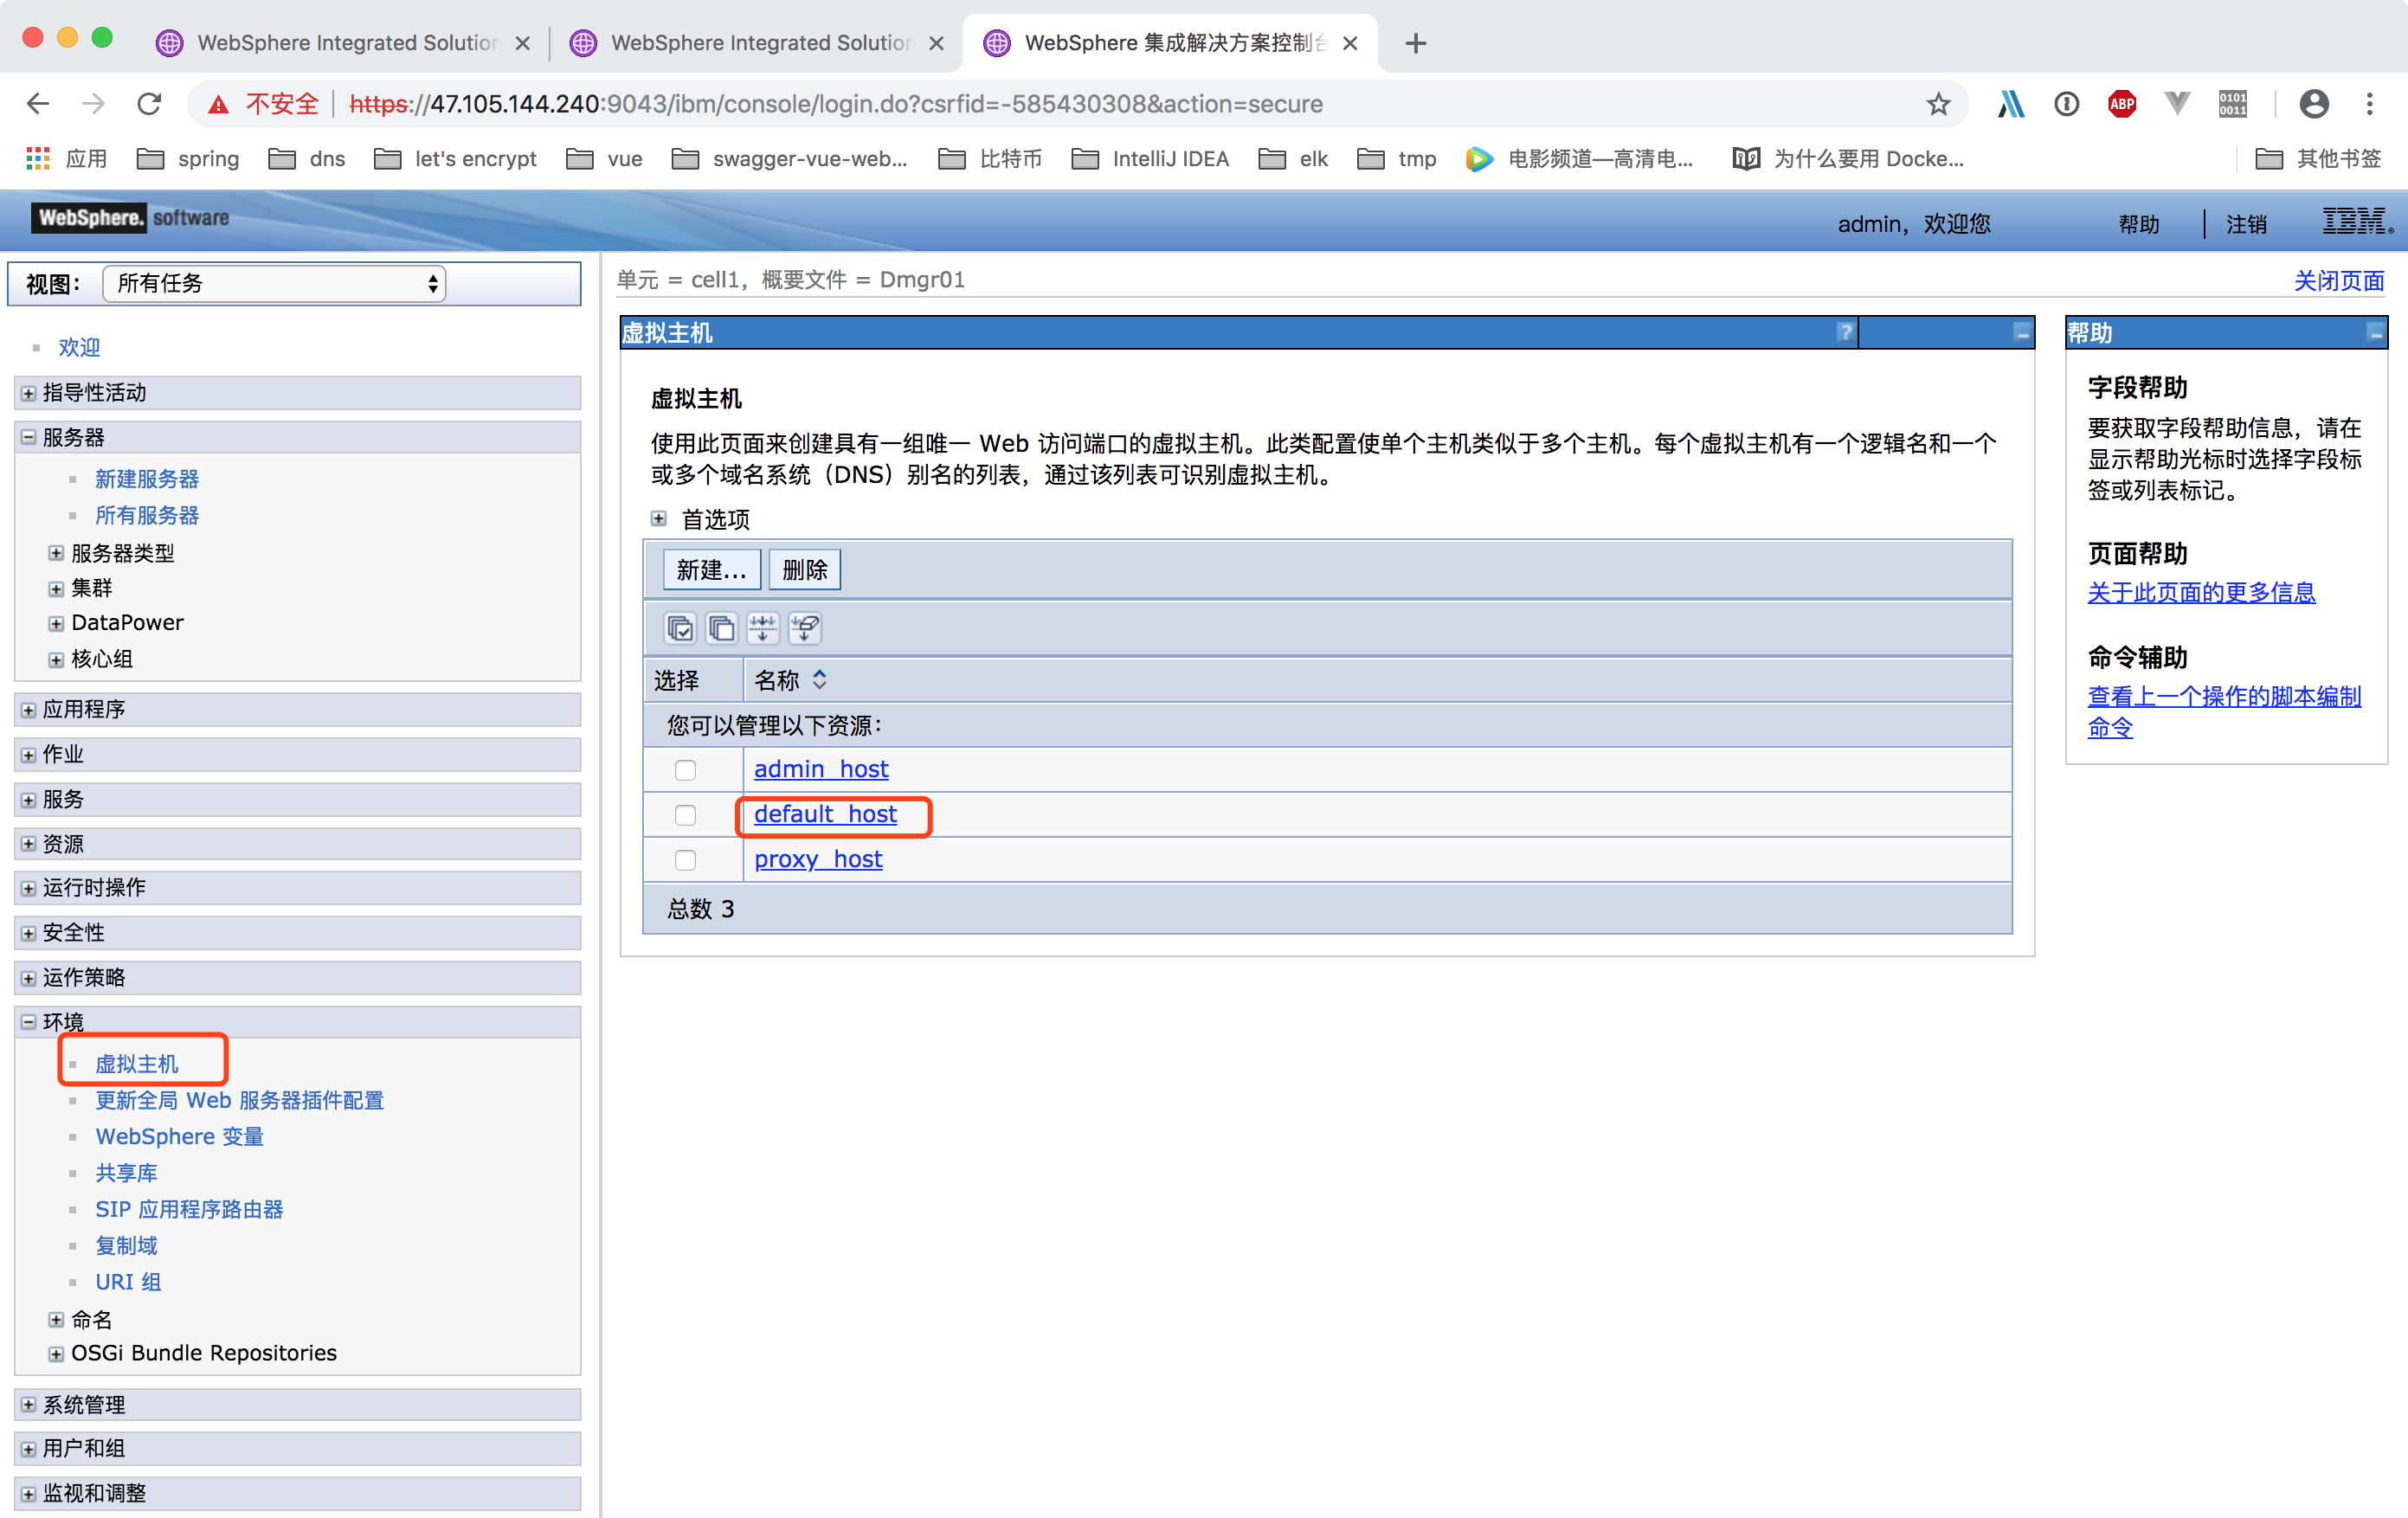 WebSphere Integrated Solution
WebSphere Integrated Solution
WebSphere 集成解决方案控制台
不安全
https://47.105.144.240:9043/ibm/console/login.do?csrfid=-585430308&action=secure
ABP
0101
0011
应用
spring
dns
let's encrypt
vue
swagger-vue-web...
比特币
IntelliJ IDEA
elk
tmp
电影频道—高清电...
为什么要用 Docke...
其他书签
WebSphere. software
admin，欢迎您
帮助
注销
IBM.
视图：
所有任务
欢迎
指导性活动
服务器
新建服务器
所有服务器
服务器类型
集群
DataPower
核心组
应用程序
作业
服务
资源
运行时操作
安全性
运作策略
环境
虚拟主机
更新全局 Web 服务器插件配置
WebSphere 变量
共享库
SIP 应用程序路由器
复制域
URI 组
命名
OSGi Bundle Repositories
系统管理
用户和组
监视和调整
单元 = cell1，概要文件 = Dmgr01
关闭页面
虚拟主机
?
虚拟主机
使用此页面来创建具有一组唯一 Web 访问端口的虚拟主机。此类配置使单个主机类似于多个主机。每个虚拟主机有一个逻辑名和一个
或多个域名系统（DNS）别名的列表，通过该列表可识别虚拟主机。
首选项
新建...
删除
选择
名称
您可以管理以下资源：
admin_host
default_host
proxy_host
总数 3
帮助
字段帮助
要获取字段帮助信息，请在
显示帮助光标时选择字段标
签或列表标记。
页面帮助
关于此页面的更多信息
命令辅助
查看上一个操作的脚本编制
命令